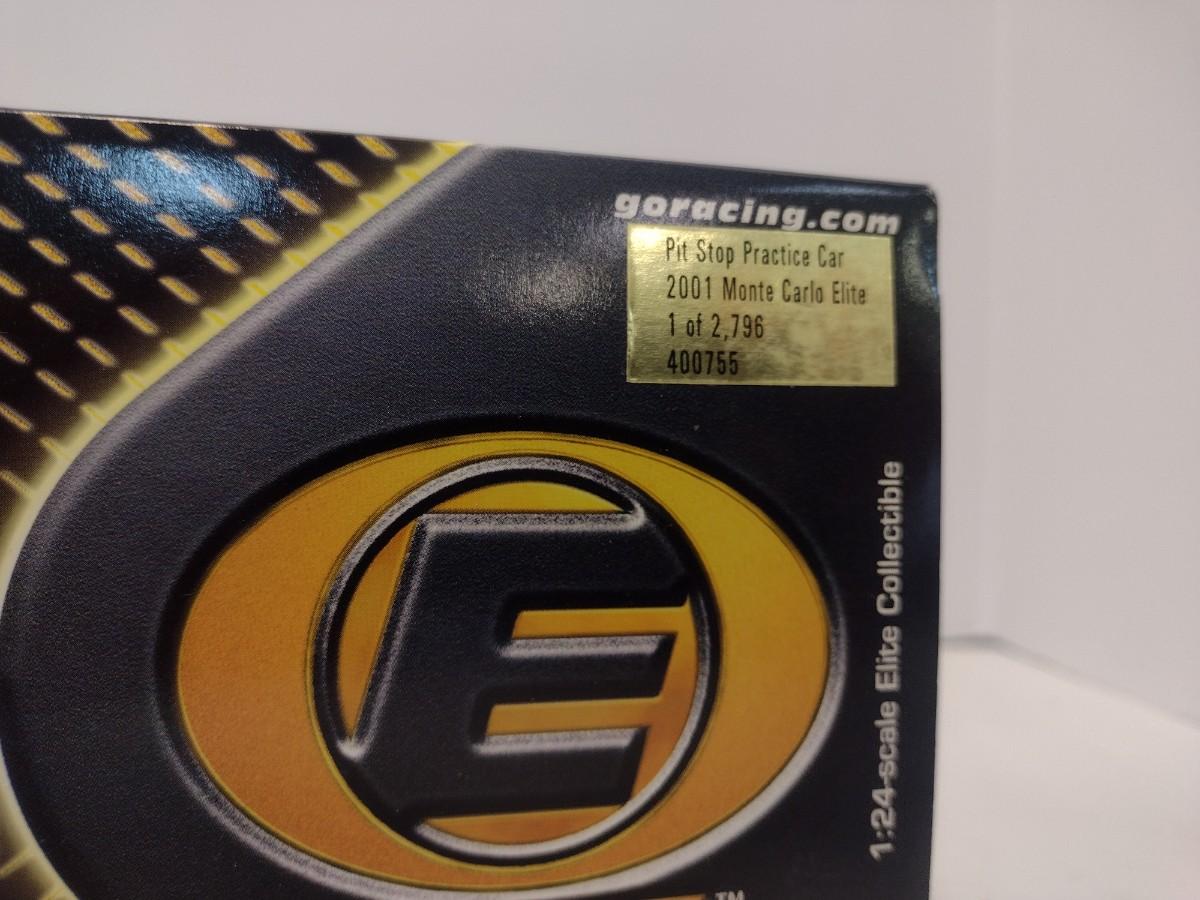 goracing.com
Pit Stop Practice Car
2001 Monte Carlo Elite
1 of 2,796
400755
1:24-scale Elite Collectible
E
TM